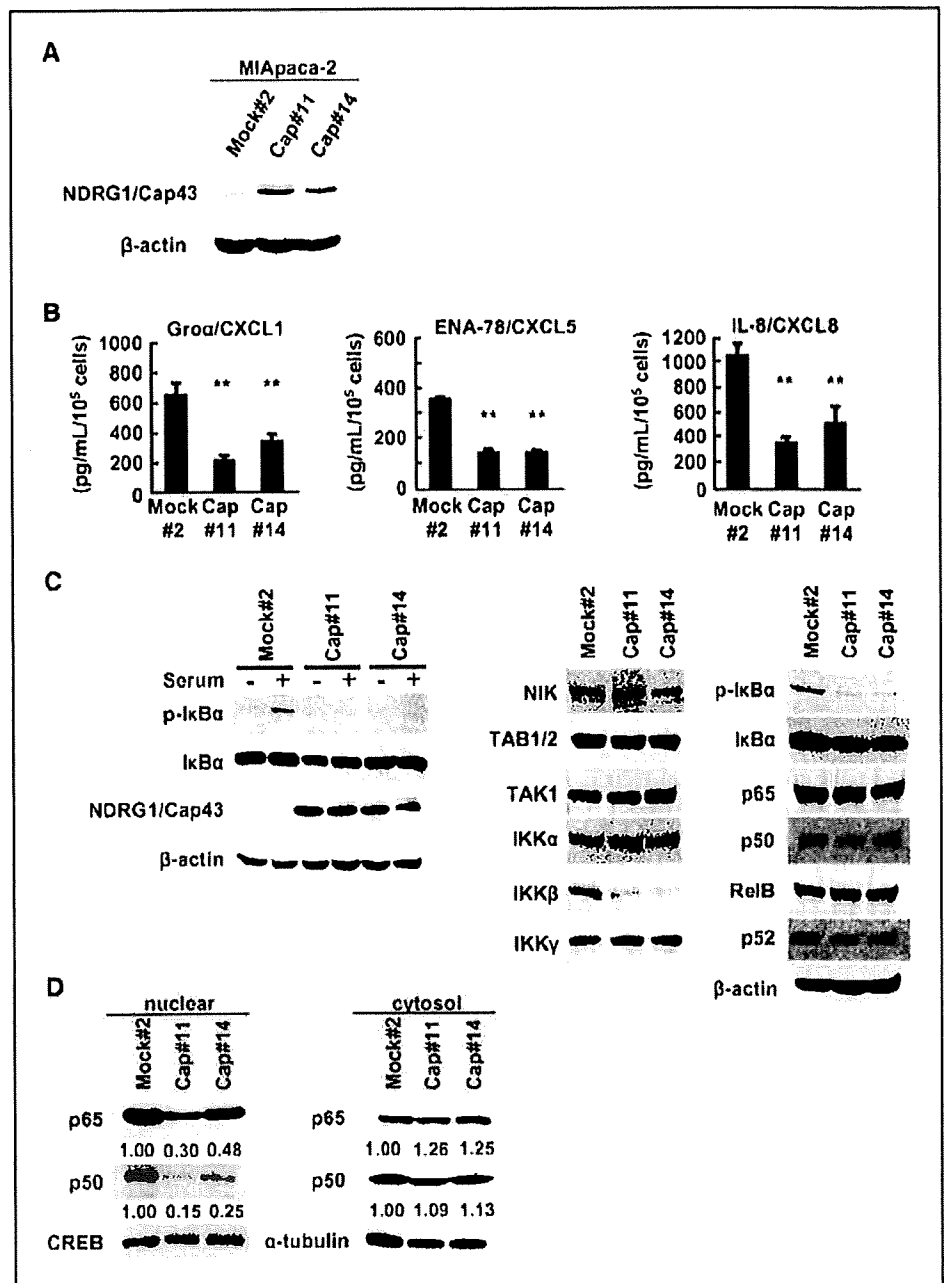 A
MIApaca-2
Mock#2 Cap#11 Cap#14
NDRG1/Cap43
β-actin
B
Groα/CXCL1
(pg/mL/10⁵ cells)
1000
800
600
400
200
0
Mock Cap Cap
#2 #11 #14
ENA-78/CXCL5
(pg/mL/10⁵ cells)
600
400
200
0
Mock Cap Cap
#2 #11 #14
IL-8/CXCL8
(pg/mL/10⁵ cells)
1200
1000
800
600
400
200
0
Mock Cap Cap
#2 #11 #14
** **
** **
** **
C
Mock#2 Cap#11 Cap#14
Serum - + - + - +
p-IκBα
IκBα
NDRG1/Cap43
β-actin
Mock#2 Cap#11 Cap#14
NIK
TAB1/2
TAK1
IKKα
IKKβ
IKKγ
Mock#2 Cap#11 Cap#14
p-IκBα
IκBα
p65
p50
RelB
p52
β-actin
D
nuclear
Mock#2 Cap#11 Cap#14
p65
1.00 0.30 0.48
p50
1.00 0.15 0.25
CREB
cytosol
Mock#2 Cap#11 Cap#14
p65
1.00 1.26 1.25
p50
1.00 1.09 1.13
α-tubulin